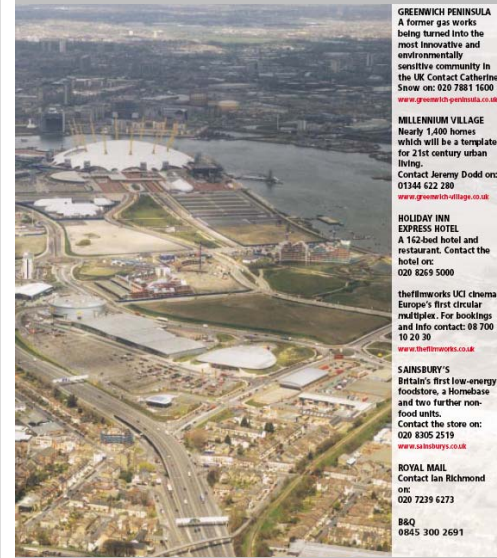 GREENWICH PENINSULA
A former gas works
being turned into the
most innovative and
environmentally
sensitive community in
the UK Contact Catherine
Snow on: 020 7881 1600
www.greenwich-peninsula.co.uk
MILLENNIUM VILLAGE
Nearly 1,400 homes
which will be a template
for 21st century urban
living.
Contact Jeremy Dodd on:
01344 622 280
www.greenwich-village.co.uk
HOLIDAY INN
EXPRESS HOTEL
A 162-bed hotel and
restaurant. Contact the
hotel on:
020 8269 5000
thefilmworks UCI cinema
Europe's first circular
multiplex. For bookings
and info contact: 08 700
10 20 30
www.thefilmworks.co.uk
SAINSBURY'S
Britain's first low-energy
foodstore, a Homebase
and two further non-
food units.
Contact the store on:
020 8305 2519
www.sainsburys.co.uk
ROYAL MAIL
Contact Ian Richmond
on:
020 7239 6273
B&Q
0845 300 2691